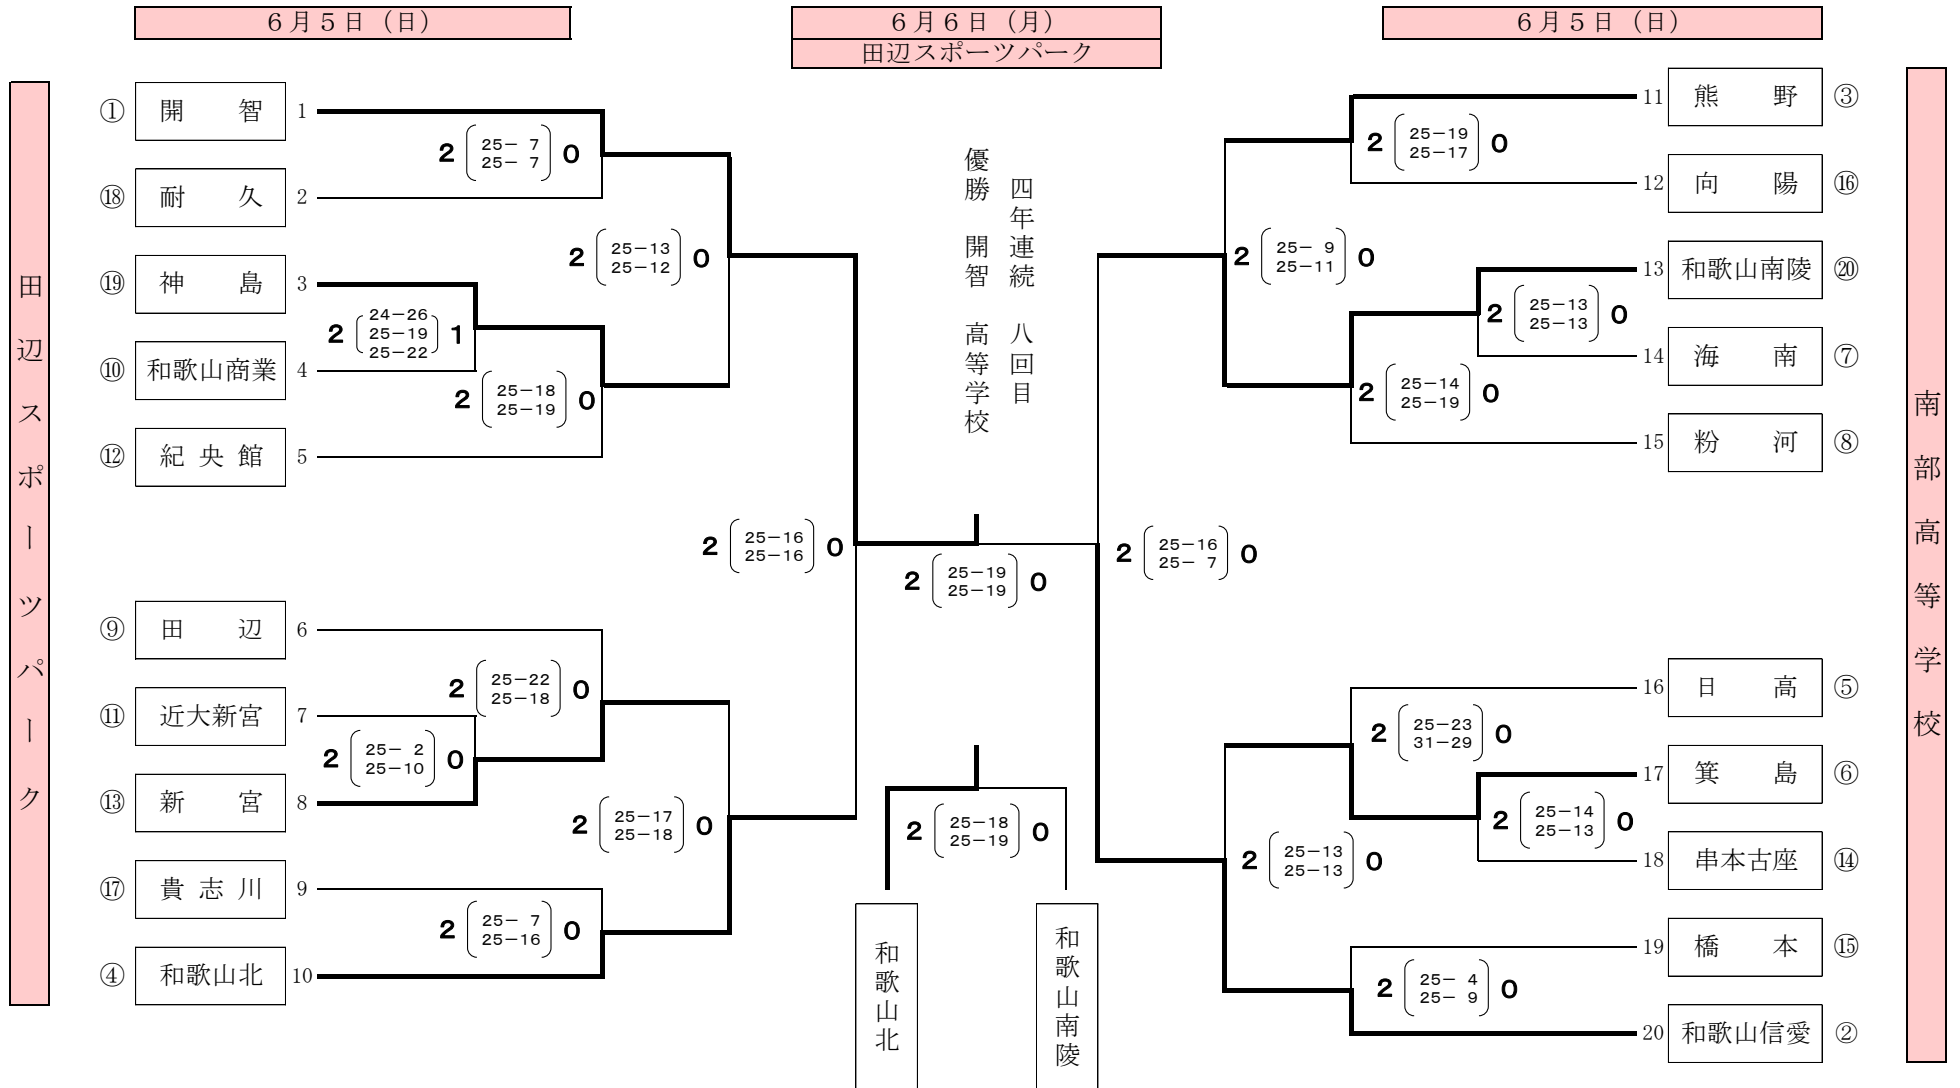 ６月５日（日）
６月６日（月）
田辺スポーツパーク
６月５日（日）
田辺スポーツパーク
① 開　智 1
2 25－ 7 0
25－ 7
⑱ 耐　久 2
2 25－13 0
25－12
⑲ 神　島 3
24－26
2 25－19 1
25－22
⑩ 和歌山商業 4
2 25－18 0
25－19
⑫ 紀央館 5
2 25－16 0
25－16
⑨ 田　辺 6
2 25－22 0
25－18
⑪ 近大新宮 7
2 25－ 2 0
25－10
⑬ 新　宮 8
2 25－17 0
25－18
⑰ 貴志川 9
2 25－ 7 0
25－16
④ 和歌山北 10
四年連続　八回目
優勝　開智　高等学校
2 25－19 0
25－19
2 25－18 0
25－19
和歌山北
和歌山南陵
11 熊　野 ③
2 25－19 0
25－17
12 向　陽 ⑯
2 25－ 9 0
25－11
13 和歌山南陵 ⑳
2 25－13 0
25－13
14 海　南 ⑦
2 25－14 0
25－19
15 粉　河 ⑧
2 25－16 0
25－ 7
16 日　高 ⑤
2 25－23 0
31－29
17 箕　島 ⑥
2 25－14 0
25－13
18 串本古座 ⑭
2 25－13 0
25－13
19 橋　本 ⑮
2 25－ 4 0
25－ 9
20 和歌山信愛 ②
南部高等学校